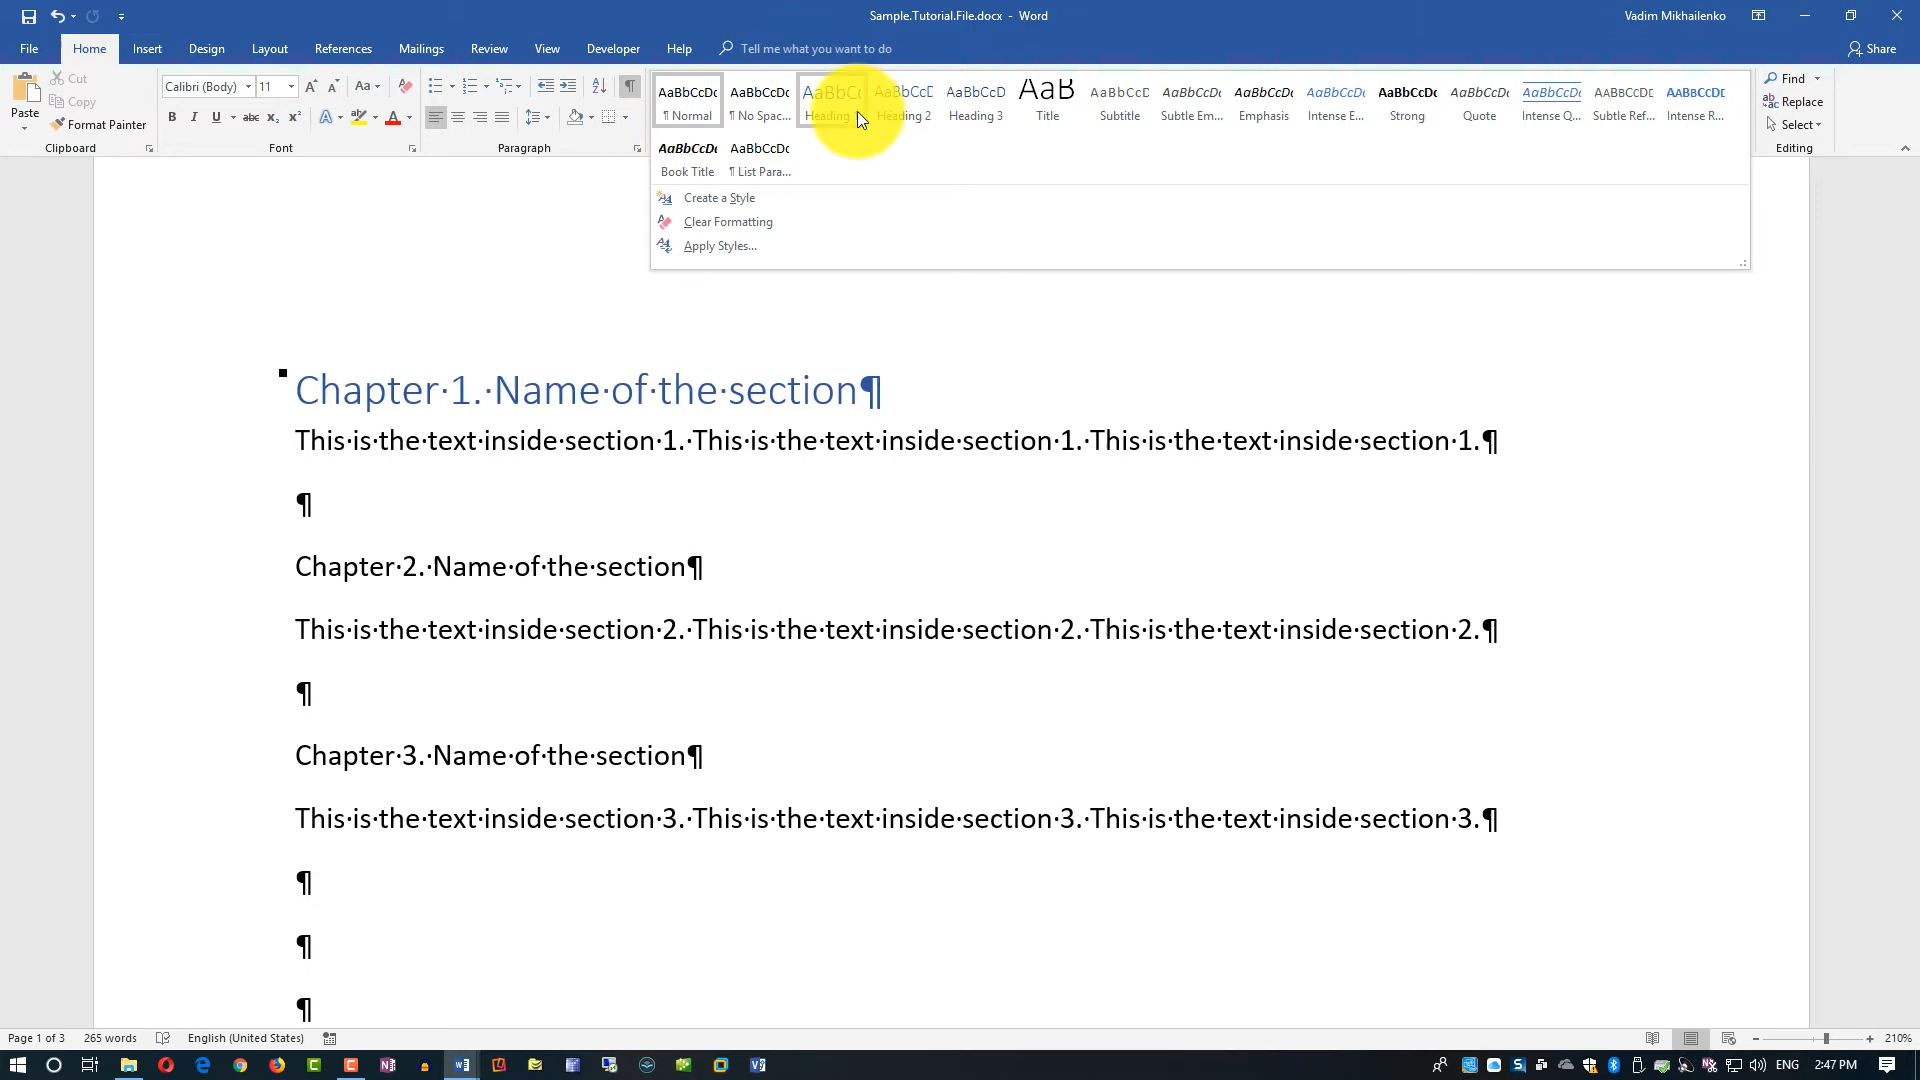 Sample.Tutorial.File.docx - Word
Vadim Mikhailenko
File Home Insert Design Layout References Mailings Review View Developer Help Tell me what you want to do Share
Paste
Cut
Copy
Format Painter
Clipboard
Calibri (Body) 11 Aa
B I U abc x₂ x² A A
Font
Paragraph
AaBbCcDc AaBbCcDc AaBbCc AaBbCcD AaBbCcD AaB AaBbCcD AaBbCcDc AaBbCcDc AaBbCcDc AaBbCcDc AaBbCcDc AaBbCcDc AABBCCDE AABBCCDE
¶ Normal ¶ No Spac... Heading Heading 2 Heading 3 Title Subtitle Subtle Em... Emphasis Intense E... Strong Quote Intense Q... Subtle Ref... Intense R...
AaBbCcDc AaBbCcDc
Book Title ¶ List Para...
Create a Style
Clear Formatting
Apply Styles...
Find
Replace
Select
Editing
Chapter·1.·Name·of·the·section¶
This·is·the·text·inside·section·1.·This·is·the·text·inside·section·1.·This·is·the·text·inside·section·1.¶
¶
Chapter·2.·Name·of·the·section¶
This·is·the·text·inside·section·2.·This·is·the·text·inside·section·2.·This·is·the·text·inside·section·2.¶
¶
Chapter·3.·Name·of·the·section¶
This·is·the·text·inside·section·3.·This·is·the·text·inside·section·3.·This·is·the·text·inside·section·3.¶
¶
¶
¶
Page 1 of 3 265 words English (United States) 210%
ENG 2:47 PM